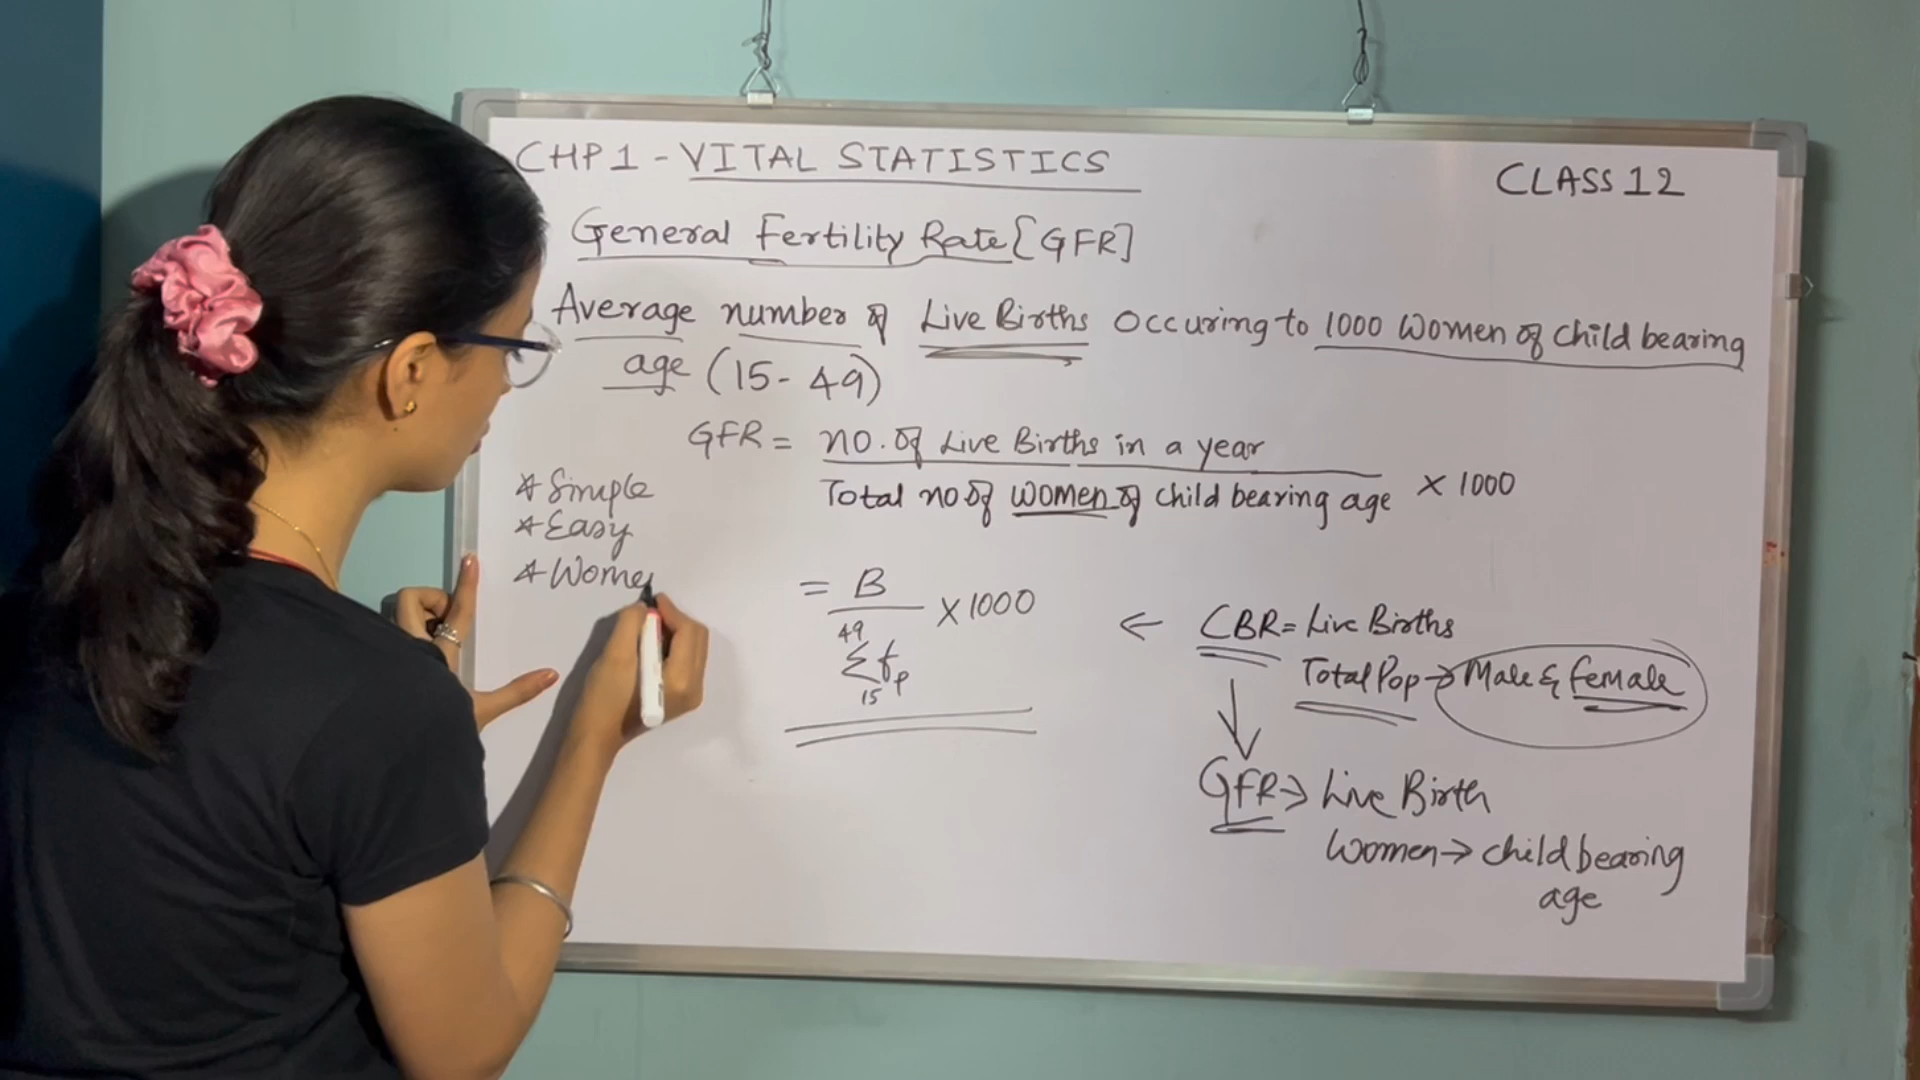 CHP 1 - VITAL STATISTICS
CLASS 12
General Fertility Rate [GFR]
Average number of Live Births Occuring to 1000 Women of child bearing
age (15 - 49)
GFR = no. of Live Births in a year
Total no of women of child bearing age × 1000
* Simple
* Easy
* Wome
= B
49 × 1000
Σfp
15
← CBR = Live Births
Total Pop → Male & female
↓
GFR → Live Birth
Women → child bearing
age